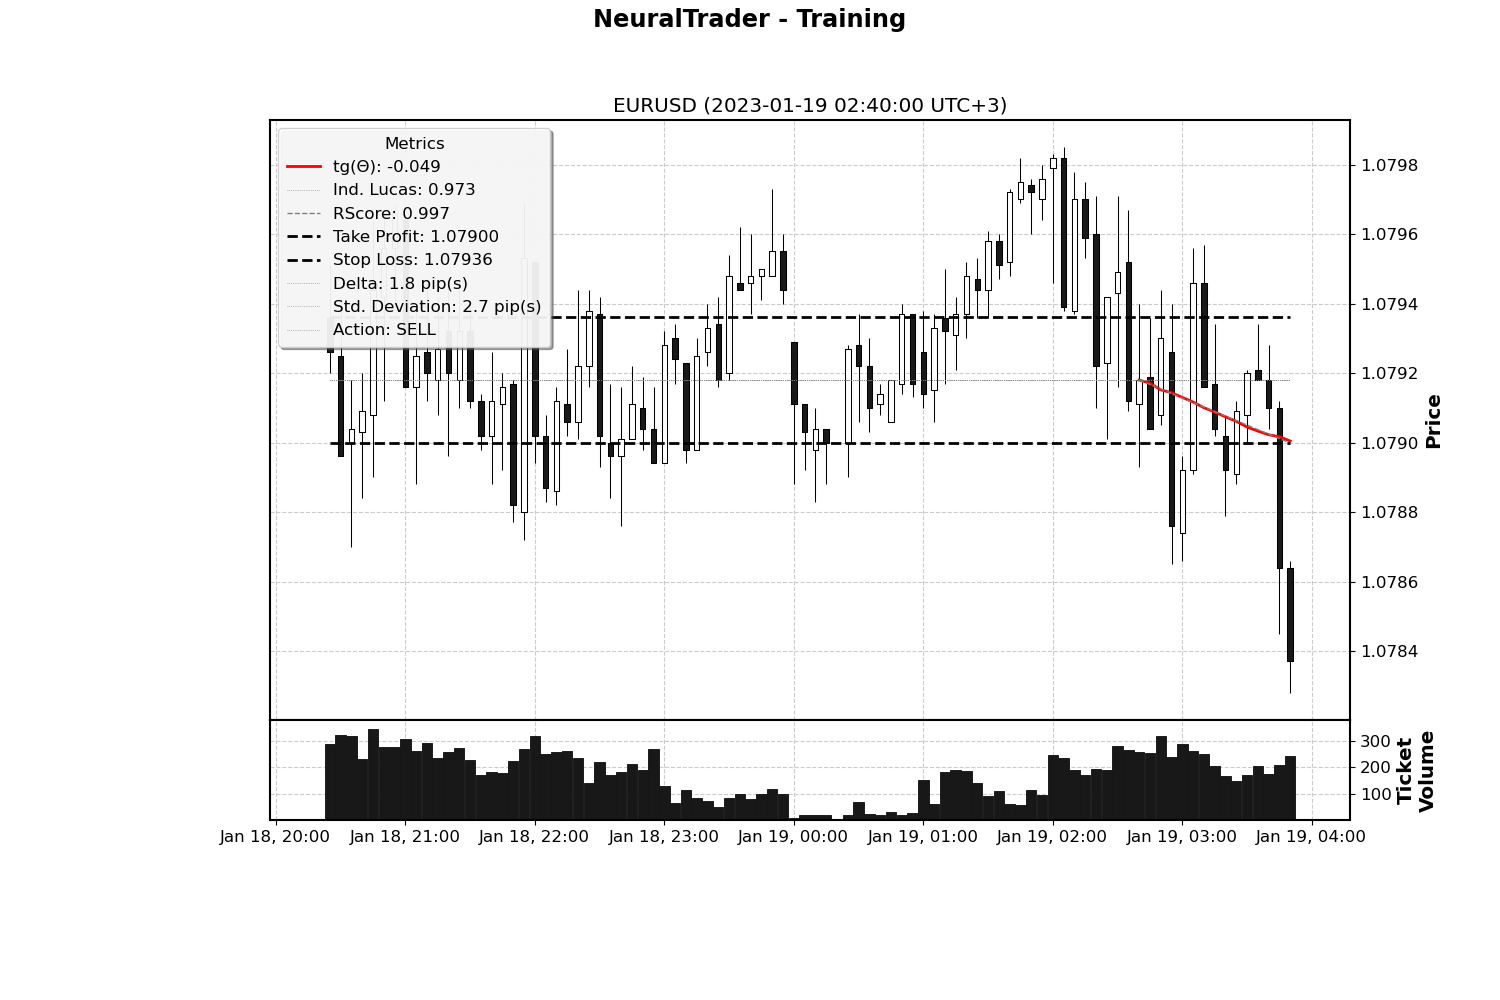 NeuralTrader - Training
EURUSD (2023-01-19 02:40:00 UTC+3)
Metrics
tg(Θ): -0.049
Ind. Lucas: 0.973
RScore: 0.997
Take Profit: 1.07900
Stop Loss: 1.07936
Delta: 1.8 pip(s)
Std. Deviation: 2.7 pip(s)
Action: SELL
1.0798
1.0796
1.0794
1.0792
1.0790
1.0788
1.0786
1.0784
Price
300
200
100
Ticket
Volume
Jan 18, 20:00 Jan 18, 21:00 Jan 18, 22:00 Jan 18, 23:00 Jan 19, 00:00 Jan 19, 01:00 Jan 19, 02:00 Jan 19, 03:00 Jan 19, 04:00